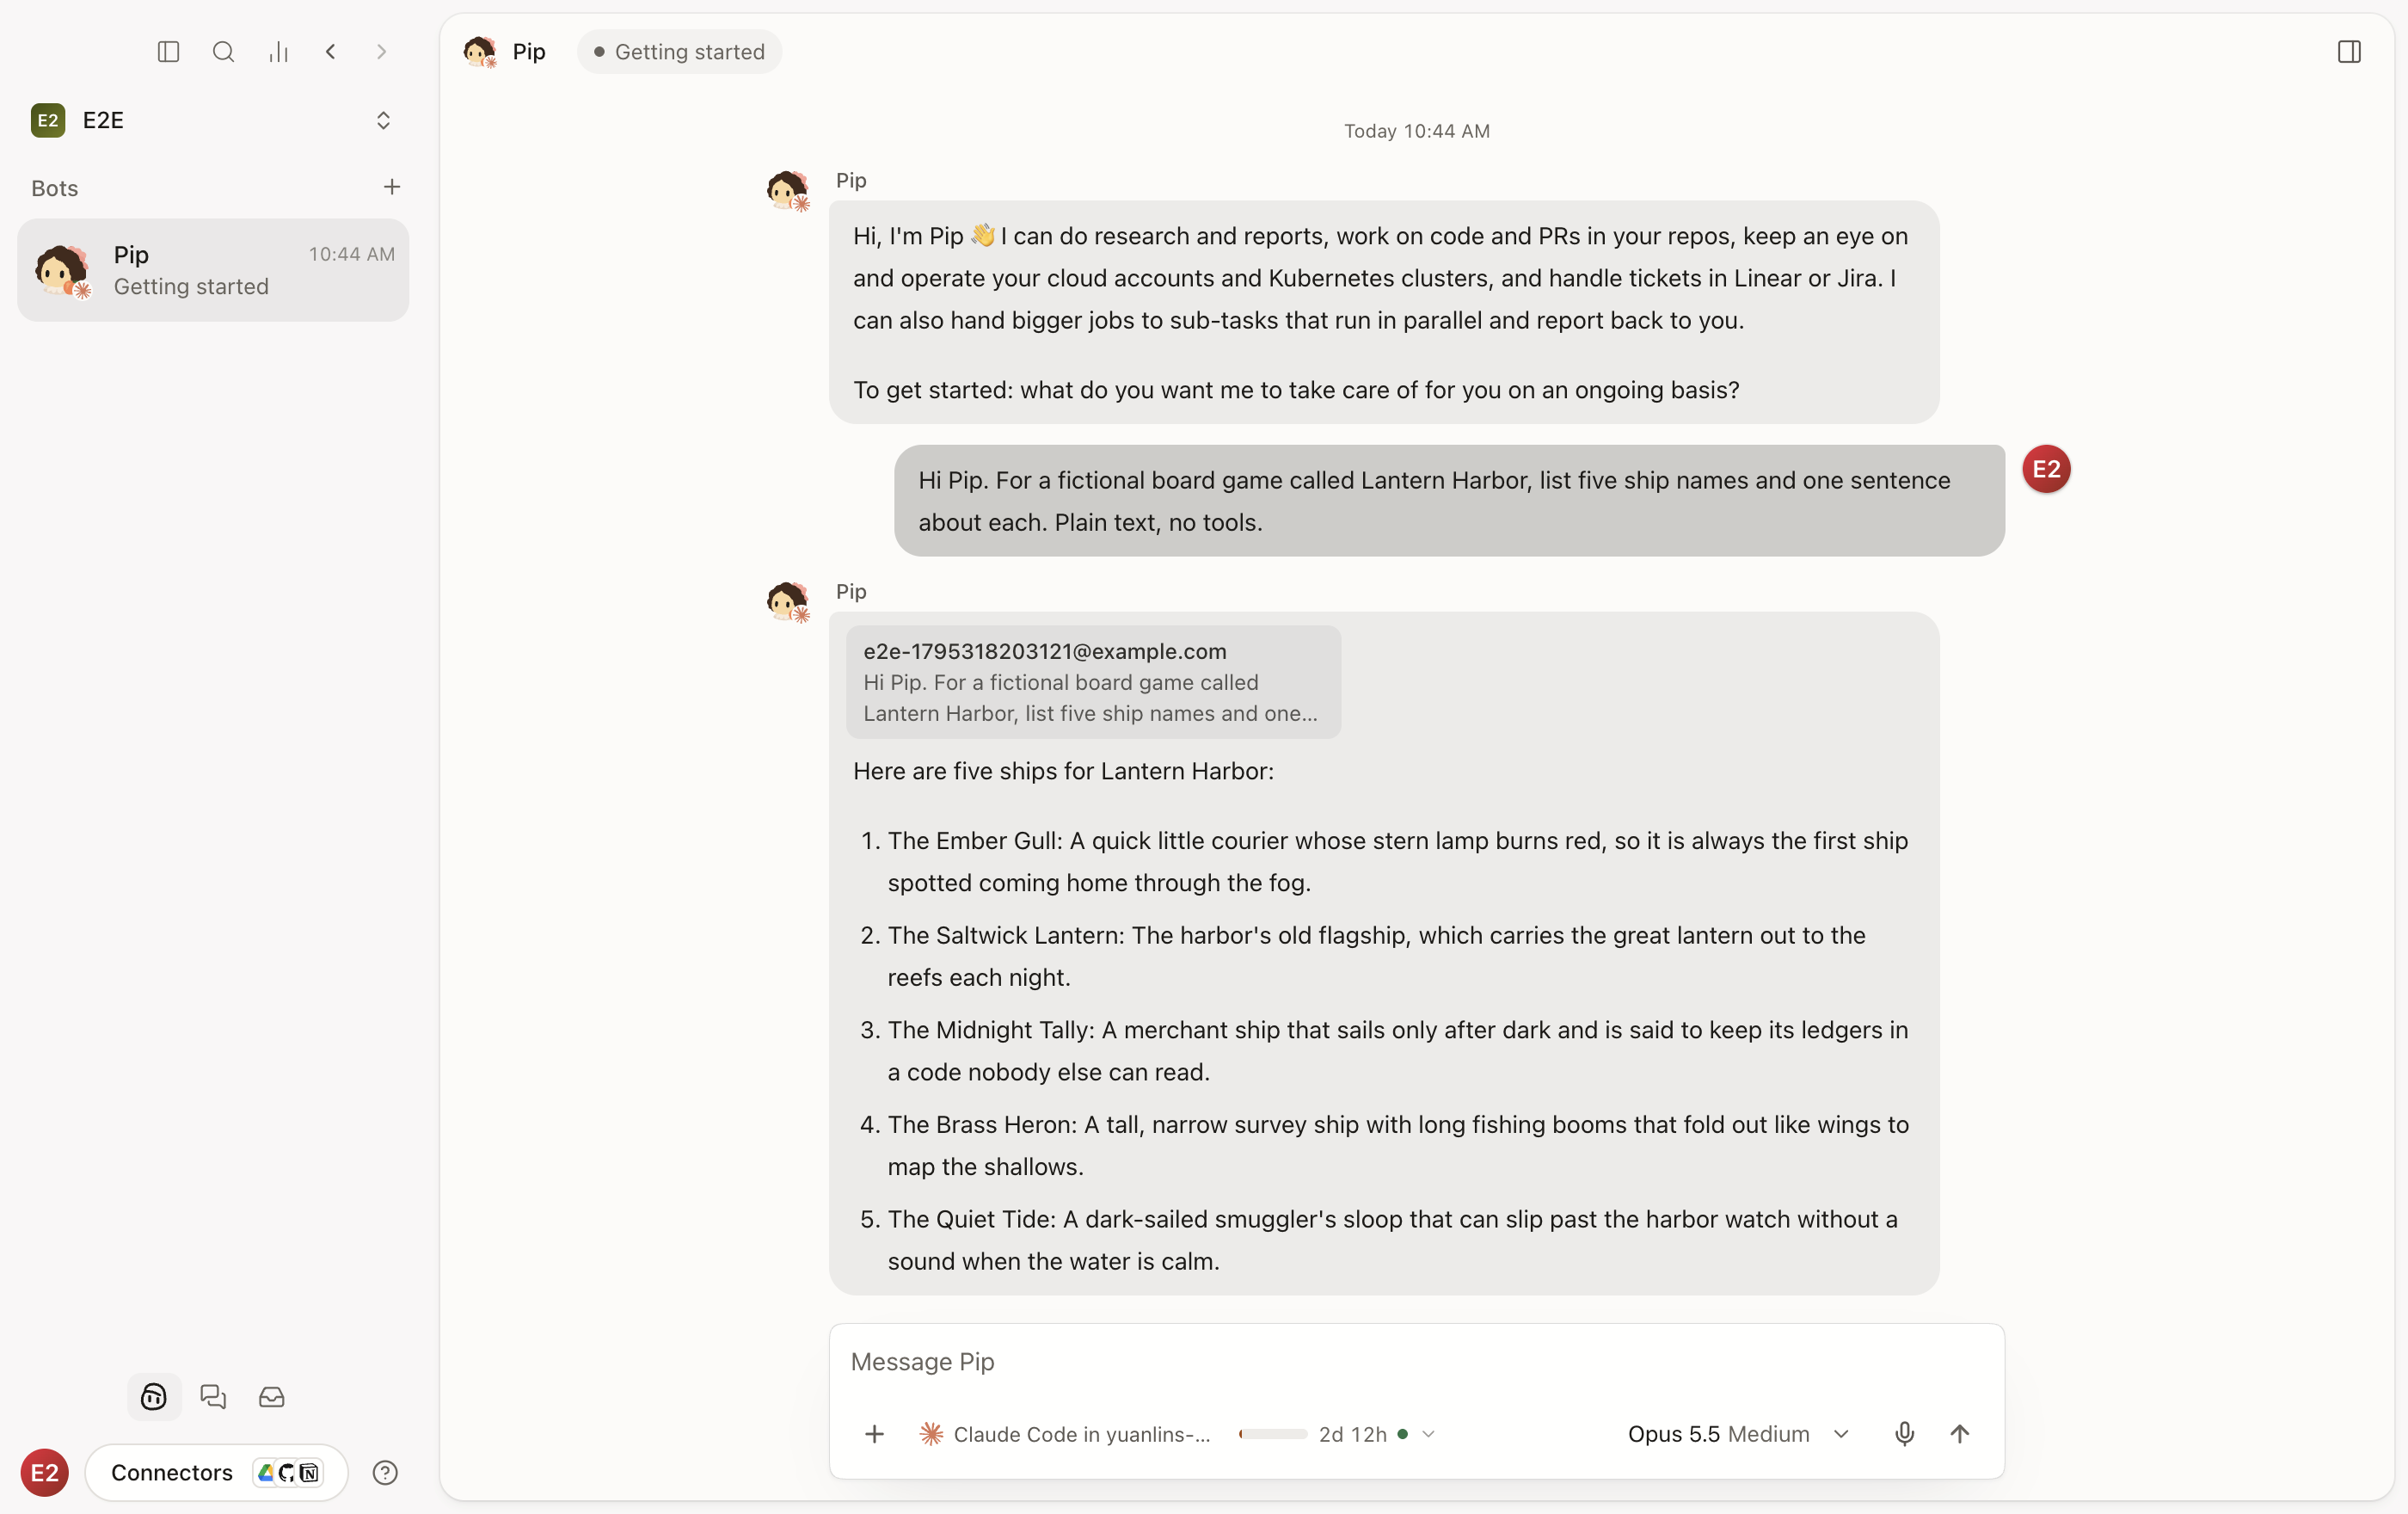 E2 E2E
Bots
Pip 10:44 AM
Getting started
E2
Connectors
Pip Getting started
Today 10:44 AM
Pip
Hi, I'm Pip 👋 I can do research and reports, work on code and PRs in your repos, keep an eye on
and operate your cloud accounts and Kubernetes clusters, and handle tickets in Linear or Jira. I
can also hand bigger jobs to sub-tasks that run in parallel and report back to you.
To get started: what do you want me to take care of for you on an ongoing basis?
Hi Pip. For a fictional board game called Lantern Harbor, list five ship names and one sentence
about each. Plain text, no tools.
E2
Pip
e2e-1795318203121@example.com
Hi Pip. For a fictional board game called
Lantern Harbor, list five ship names and one...
Here are five ships for Lantern Harbor:
1. The Ember Gull: A quick little courier whose stern lamp burns red, so it is always the first ship
spotted coming home through the fog.
2. The Saltwick Lantern: The harbor's old flagship, which carries the great lantern out to the
reefs each night.
3. The Midnight Tally: A merchant ship that sails only after dark and is said to keep its ledgers in
a code nobody else can read.
4. The Brass Heron: A tall, narrow survey ship with long fishing booms that fold out like wings to
map the shallows.
5. The Quiet Tide: A dark-sailed smuggler's sloop that can slip past the harbor watch without a
sound when the water is calm.
Message Pip
Claude Code in yuanlins-... 2d 12h Opus 5.5 Medium